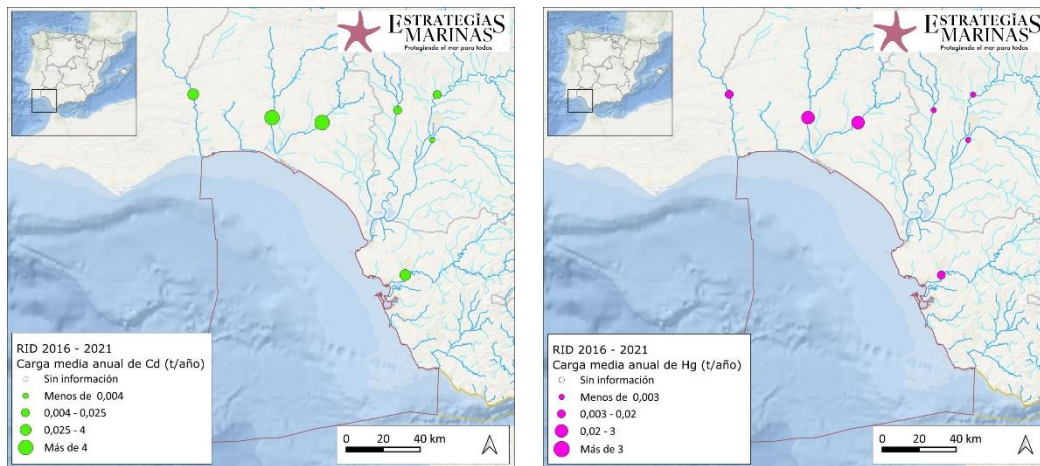 ESTRATEGIAS
MARINAS
Protegiendo el mar para todos
RID 2016 - 2021
Carga media anual de Cd (t/año)
Sin información
Menos de 0,004
0,004 - 0,025
0,025 - 4
Más de 4
0 20 40 km
ESTRATEGIAS
MARINAS
Protegiendo el mar para todos
RID 2016 - 2021
Carga media anual de Hg (t/año)
Sin información
Menos de 0,003
0,003 - 0,02
0,02 - 3
Más de 3
0 20 40 km